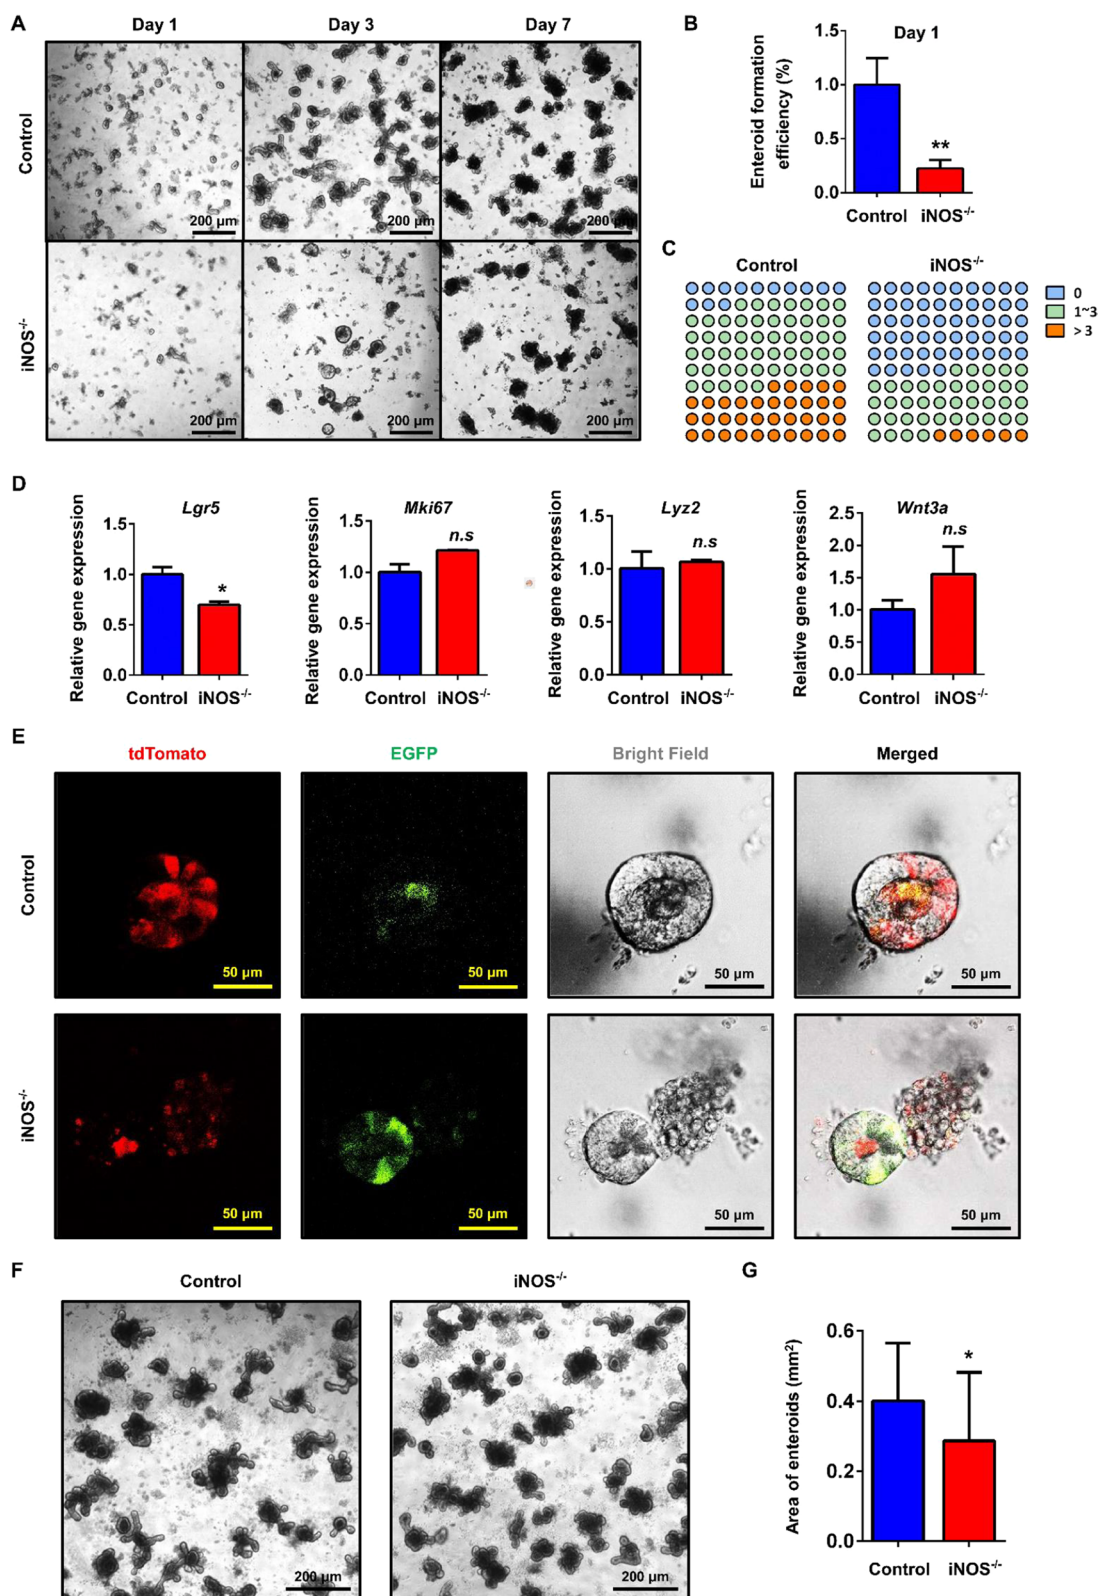 A
Day 1
Day 3
Day 7
Control
200 μm
200 μm
200 μm
iNOS-/-
200 μm
200 μm
200 μm
B
Day 1
Enteroid formation
efficiency (%)
1.5
1.0
0.5
0.0
**
Control
iNOS-/-
C
Control
iNOS-/-
0
1~3
> 3
D
Lgr5
Relative gene expression
1.5
1.0
0.5
0.0
*
Control
iNOS-/-
Mki67
Relative gene expression
1.5
1.0
0.5
0.0
n.s
Control
iNOS-/-
Lyz2
Relative gene expression
1.5
1.0
0.5
0.0
n.s
Control
iNOS-/-
Wnt3a
Relative gene expression
2.5
2.0
1.5
1.0
0.5
0.0
n.s
Control
iNOS-/-
E
tdTomato
EGFP
Bright Field
Merged
Control
50 μm
50 μm
50 μm
50 μm
iNOS-/-
50 μm
50 μm
50 μm
50 μm
F
Control
iNOS-/-
200 μm
200 μm
G
Area of enteroids (mm2)
0.6
0.4
0.2
0.0
*
Control
iNOS-/-